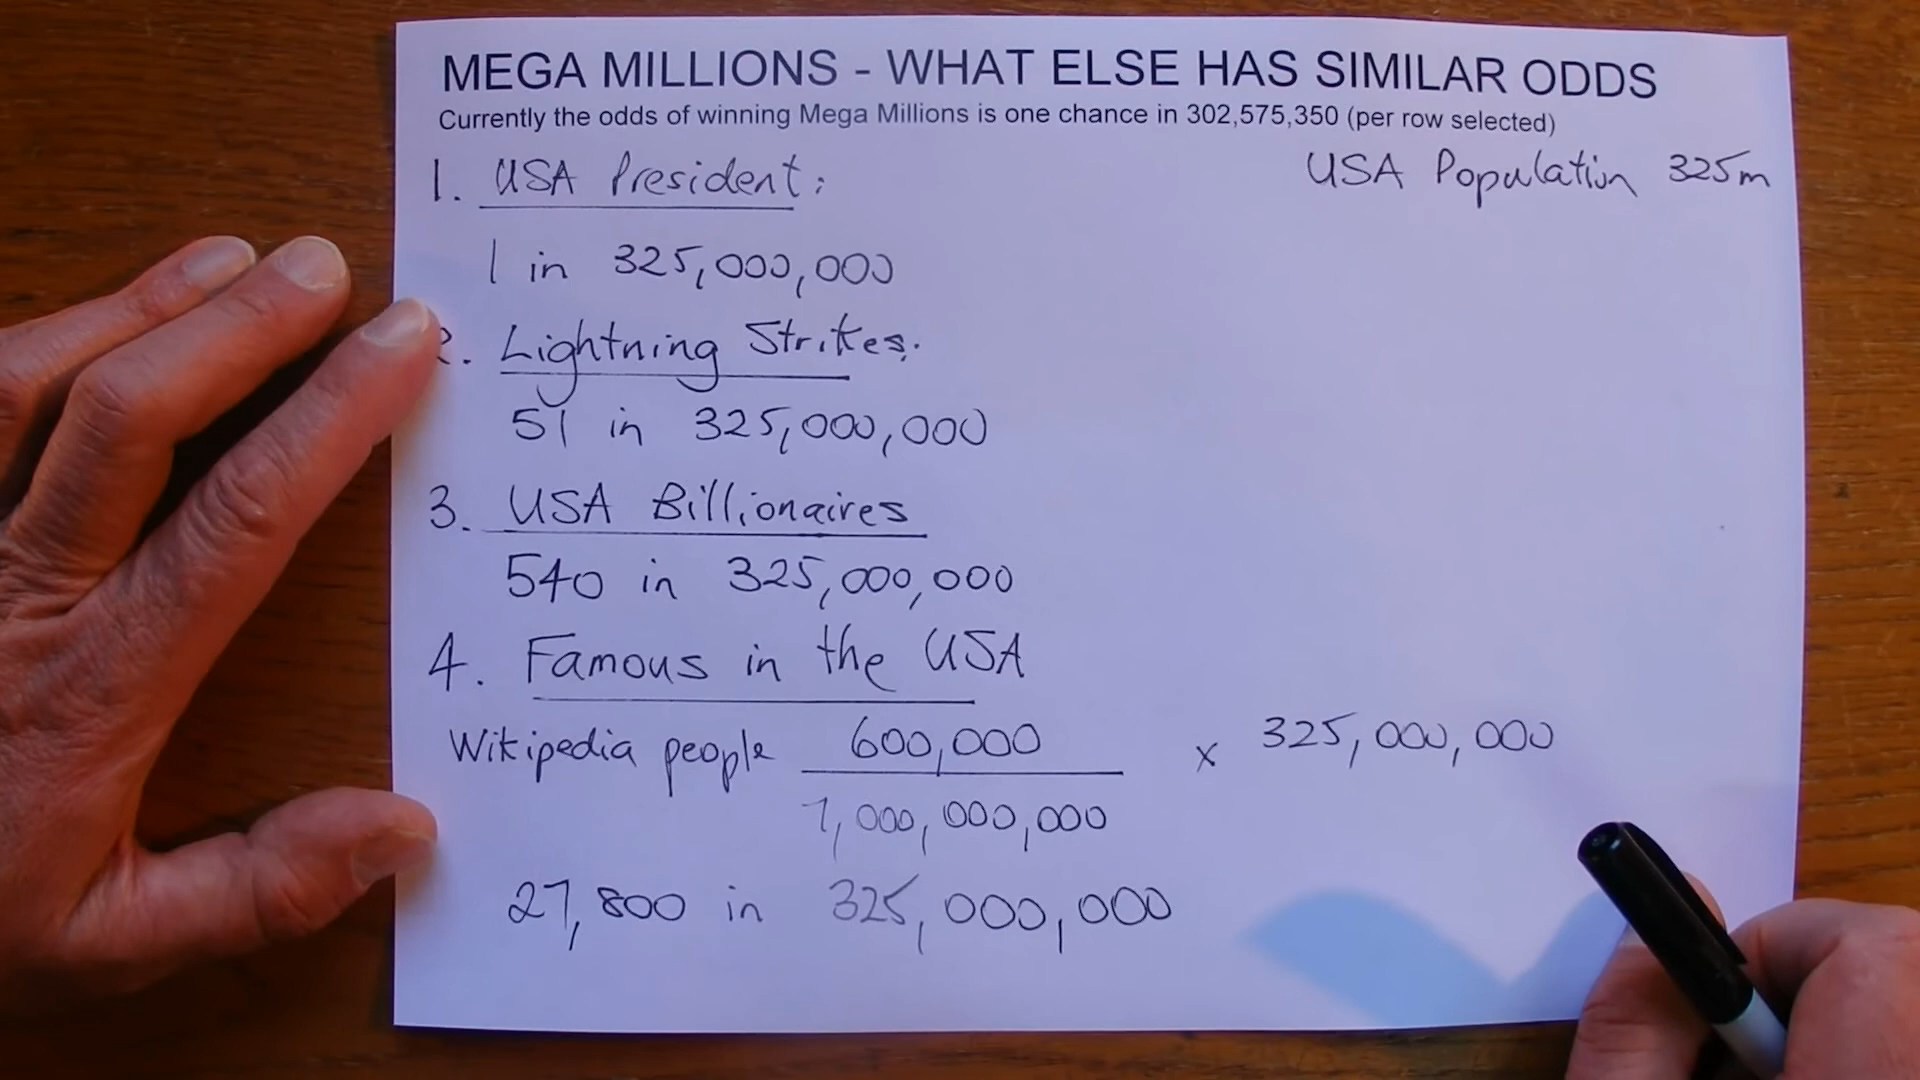 MEGA MILLIONS - WHAT ELSE HAS SIMILAR ODDS
Currently the odds of winning Mega Millions is one chance in 302,575,350 (per row selected)
1. USA President:
USA Population 325m
1 in 325,000,000
2. Lightning Strikes.
51 in 325,000,000
3. USA Billionaires
540 in 325,000,000
4. Famous in the USA
Wikipedia people 600,000 x 325,000,000
7,000,000,000
27,800 in 325,000,000